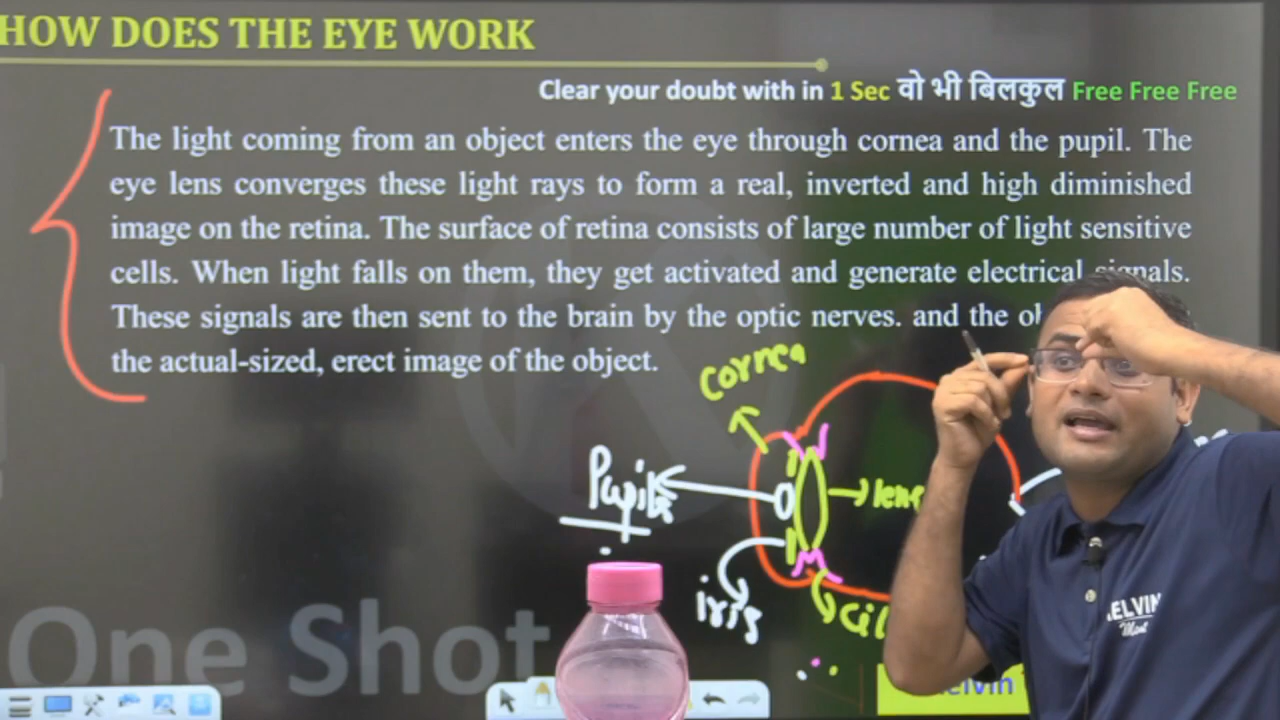 HOW DOES THE EYE WORK
Clear your doubt with in 1 Sec वो भी बिलकुल Free Free Free
The light coming from an object enters the eye through cornea and the pupil. The
eye lens converges these light rays to form a real, inverted and high diminished
image on the retina. The surface of retina consists of large number of light sensitive
cells. When light falls on them, they get activated and generate electrical signals.
These signals are then sent to the brain by the optic nerves. and the
the actual-sized, erect image of the object.
cornea
Pupil
lens
iris
One Shot